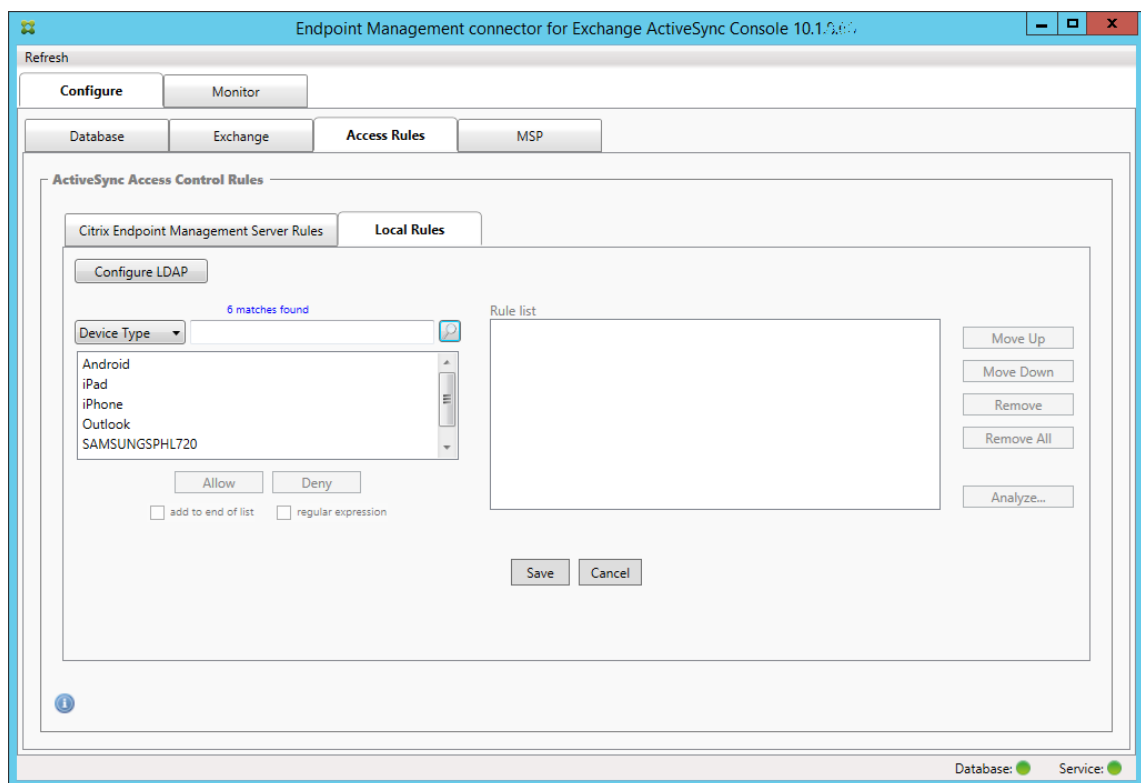 Endpoint Management connector for Exchange ActiveSync Console
Refresh
Configure Monitor
Database Exchange Access Rules MSP
ActiveSync Access Control Rules
Citrix Endpoint Management Server Rules Local Rules
Configure LDAP
6 matches found
Rule list
Device Type
Move Up
Android
iPad
Move Down
iPhone
Remove
Outlook
SAMSUNGSPHL720
Remove All
Allow Deny
Analyze...
add to end of list regular expression
Save Cancel
Database: Service: